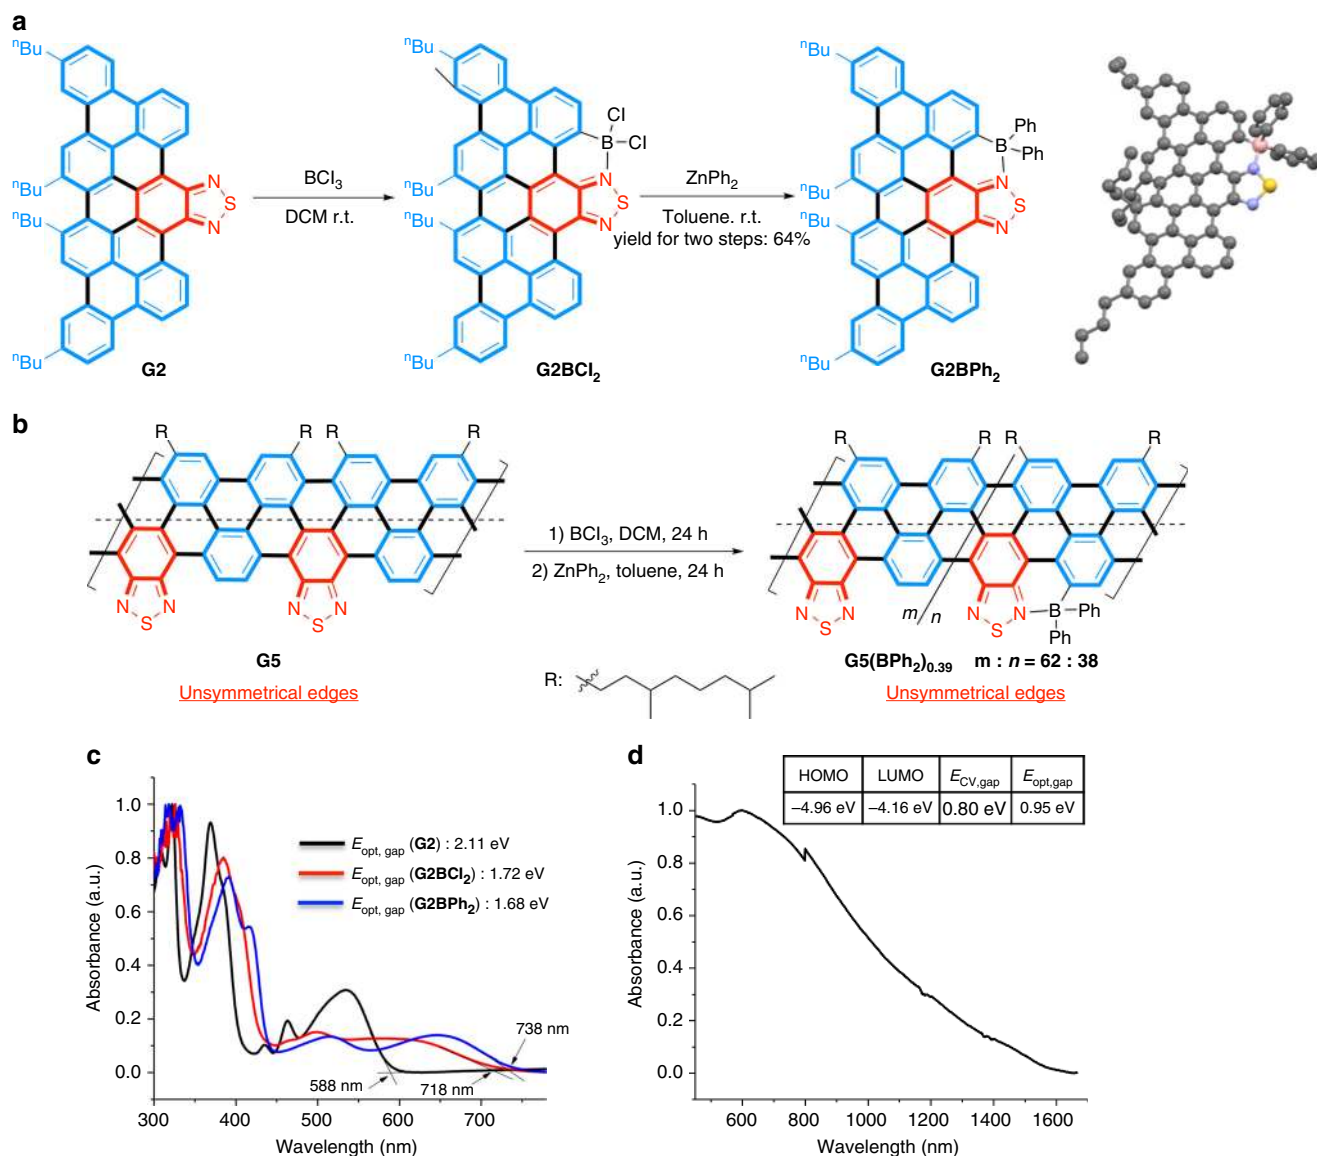 a
nBu
nBu
nBu
nBu
N
S
N
G2
BCl3
DCM r.t.
nBu
nBu
nBu
nBu
Cl
B
Cl
N
S
N
G2BCl2
ZnPh2
Toluene. r.t.
yield for two steps: 64%
nBu
nBu
nBu
nBu
Ph
B
Ph
N
S
N
G2BPh2
b
R R R R
N N N N
S S
G5
Unsymmetrical edges
1) BCl3, DCM, 24 h
2) ZnPh2, toluene, 24 h
R:
R R R R
N N N N B Ph
S S Ph
m n
G5(BPh2)0.39 m : n = 62 : 38
Unsymmetrical edges
c
Absorbance (a.u.)
1.0
0.8
0.6
0.4
0.2
0.0
Eopt, gap (G2) : 2.11 eV
Eopt, gap (G2BCl2) : 1.72 eV
Eopt, gap (G2BPh2) : 1.68 eV
738 nm
588 nm
718 nm
300 400 500 600 700
Wavelength (nm)
d
HOMO LUMO ECV,gap Eopt,gap
–4.96 eV –4.16 eV 0.80 eV 0.95 eV
Absorbance (a.u.)
1.0
0.8
0.6
0.4
0.2
0.0
600 800 1000 1200 1400 1600
Wavelength (nm)